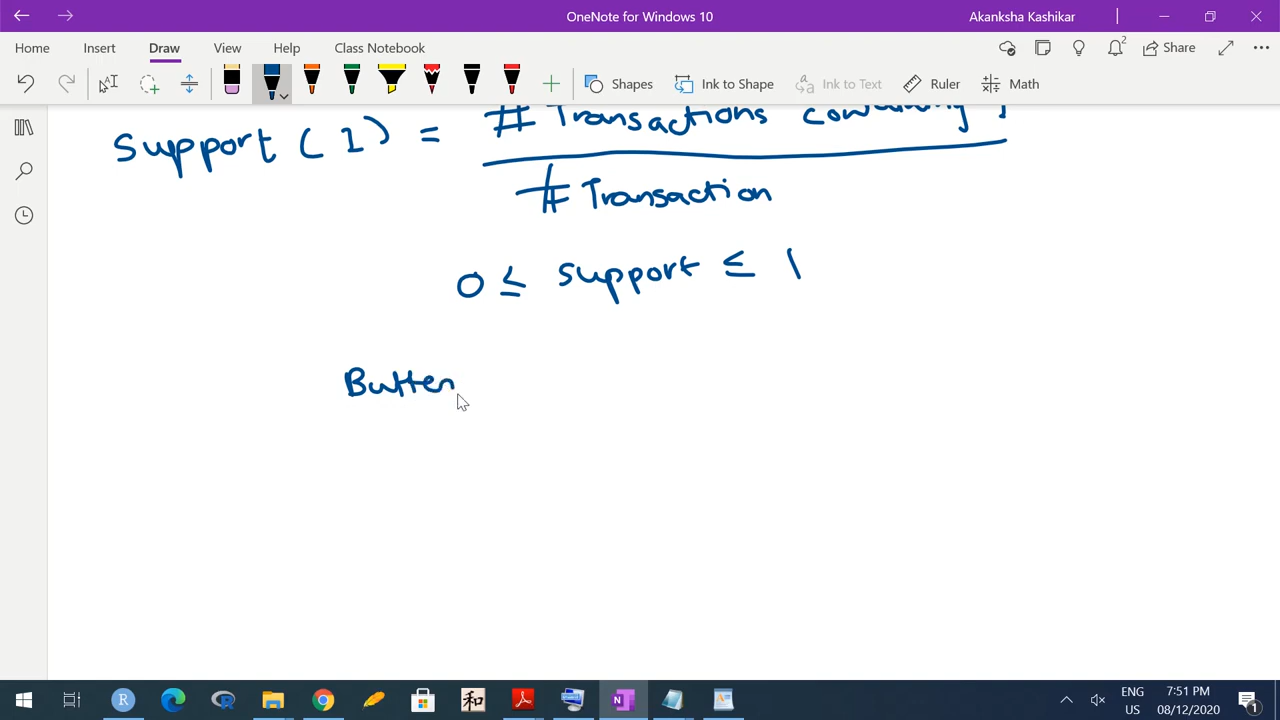 OneNote for Windows 10
Akanksha Kashikar
Home Insert Draw View Help Class Notebook
Share
Shapes Ink to Shape Ink to Text Ruler Math
# Transactions containing I
Support ( I ) =
# Transaction
0 ≤ support ≤ 1
Butter
ENG
US
7:51 PM
08/12/2020